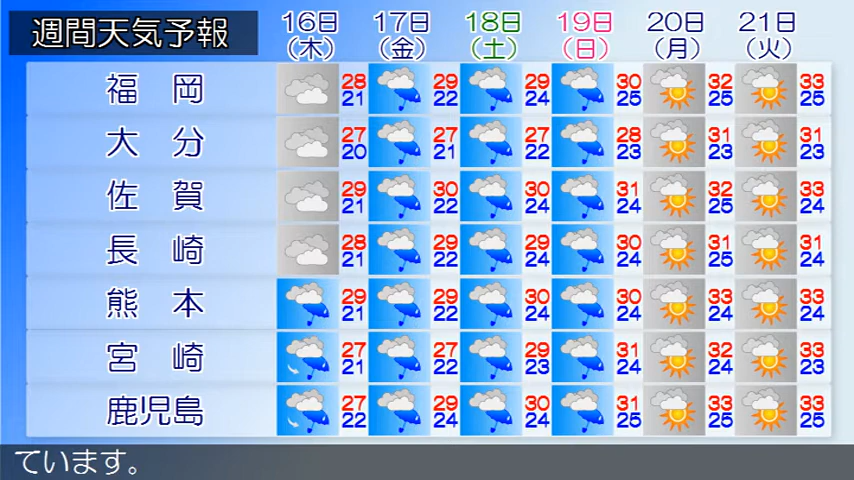 週間天気予報 16日 17日 18日 19日 20日 21日
(木) (金) (土) (日) (月) (火)
福岡 28 29 29 30 32 33
21 22 24 25 25 25
大分 27 27 27 28 31 31
20 21 22 23 23 23
佐賀 29 30 30 31 32 33
21 22 24 24 25 24
長崎 28 29 29 30 31 31
21 22 24 24 25 24
熊本 29 29 30 30 33 33
21 22 24 24 24 24
宮崎 27 27 29 31 32 33
21 22 23 24 24 23
鹿児島 27 29 30 31 33 33
22 24 24 25 25 25
ています。